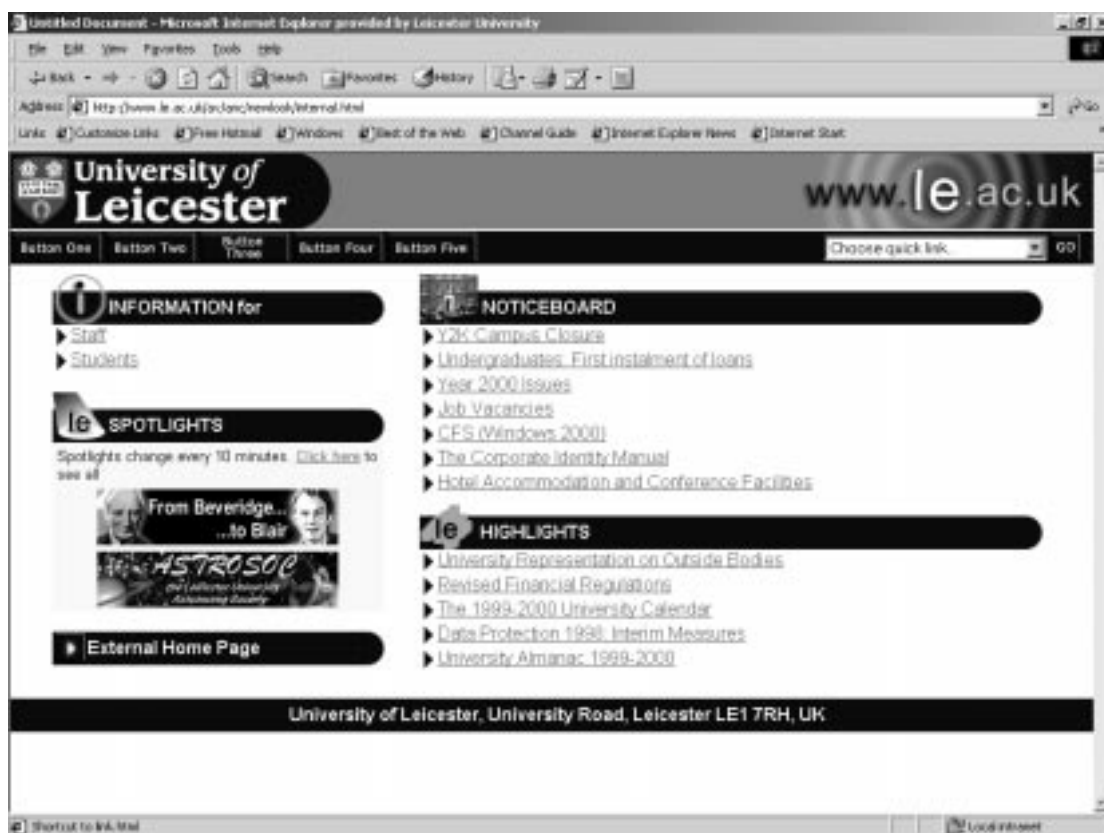 Untitled Document - Microsoft Internet Explorer provided by Leicester University
File Edit View Favorites Tools Help
Back Search Favorites History
Address http://www.le.ac.uk/ Go
Links Customize Links Free Hotmail Windows Best of the Web Channel Guide Internet Explorer News Internet Start
University of
Leicester
www.le.ac.uk
Button One Button Two Button Three Button Four Button Five Choose quick link. GO
i INFORMATION for
Staff
Students
le SPOTLIGHTS
Spotlights change every 10 minutes. Click here to
see all
From Beveridge...
...to Blair
ASTROSOC
the Leicester University
Astronomy Society
External Home Page
NOTICEBOARD
Y2K Campus Closure
Undergraduates: First instalment of loans
Year 2000 Issues
Job Vacancies
CFS (Windows 2000)
The Corporate Identity Manual
Hotel Accommodation and Conference Facilities
le HIGHLIGHTS
University Representation on Outside Bodies
Revised Financial Regulations
The 1999-2000 University Calendar
Data Protection 1998: Interim Measures
University Almanac 1999-2000
University of Leicester, University Road, Leicester LE1 7RH, UK
Shortcut to link.html Local intranet